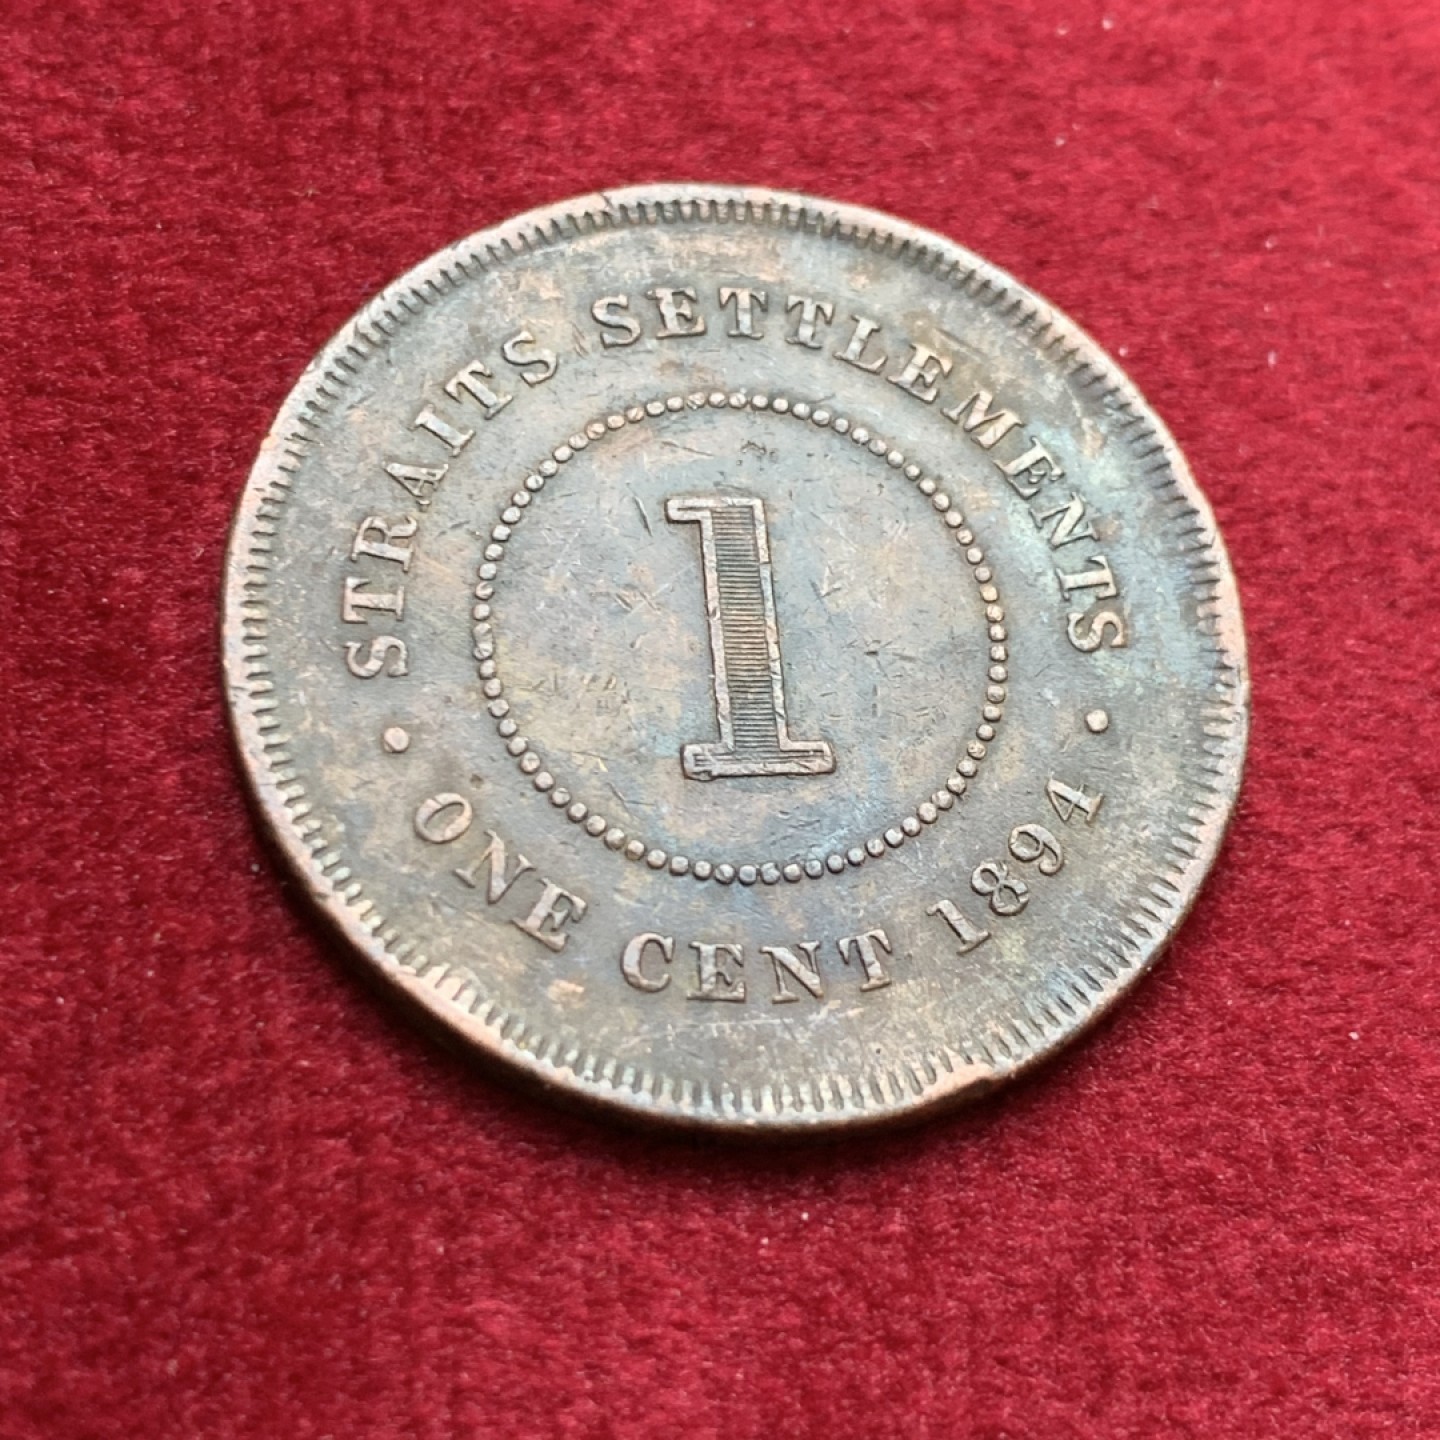 STRAITS SETTLEMENTS
1
• ONE CENT 1894 •